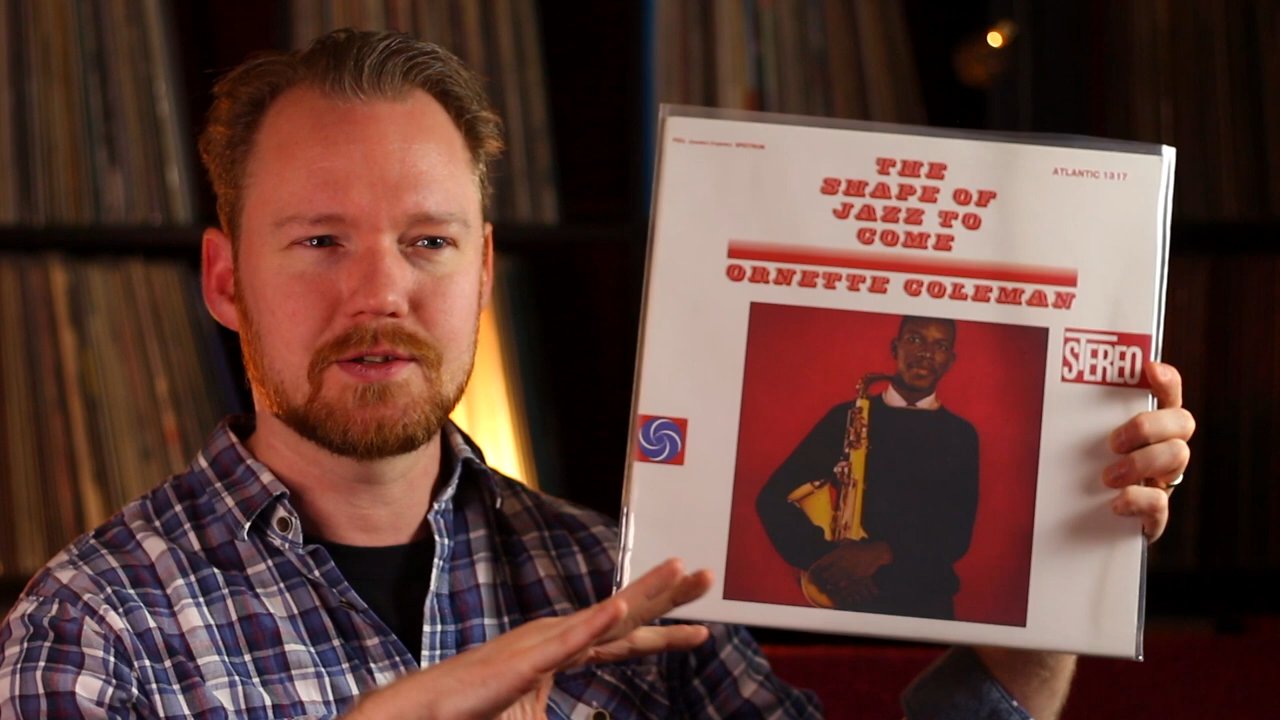 ATLANTIC 1317
THE
SHAPE OF
JAZZ TO
COME
ORNETTE COLEMAN
STEREO